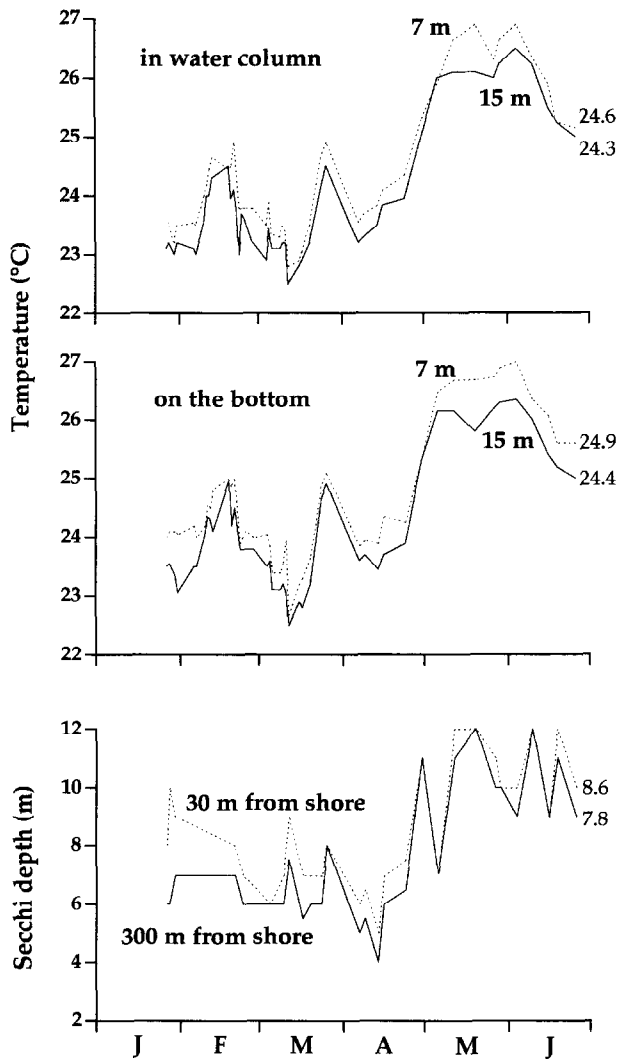 27
26
25
24
23
22
7 m
in water column
15 m
24.6
24.3
Temperature (°C)
27
26
25
24
23
22
7 m
on the bottom
15 m
24.9
24.4
12
10
8
6
4
2
Secchi depth (m)
30 m from shore
300 m from shore
8.6
7.8
J F M A M J